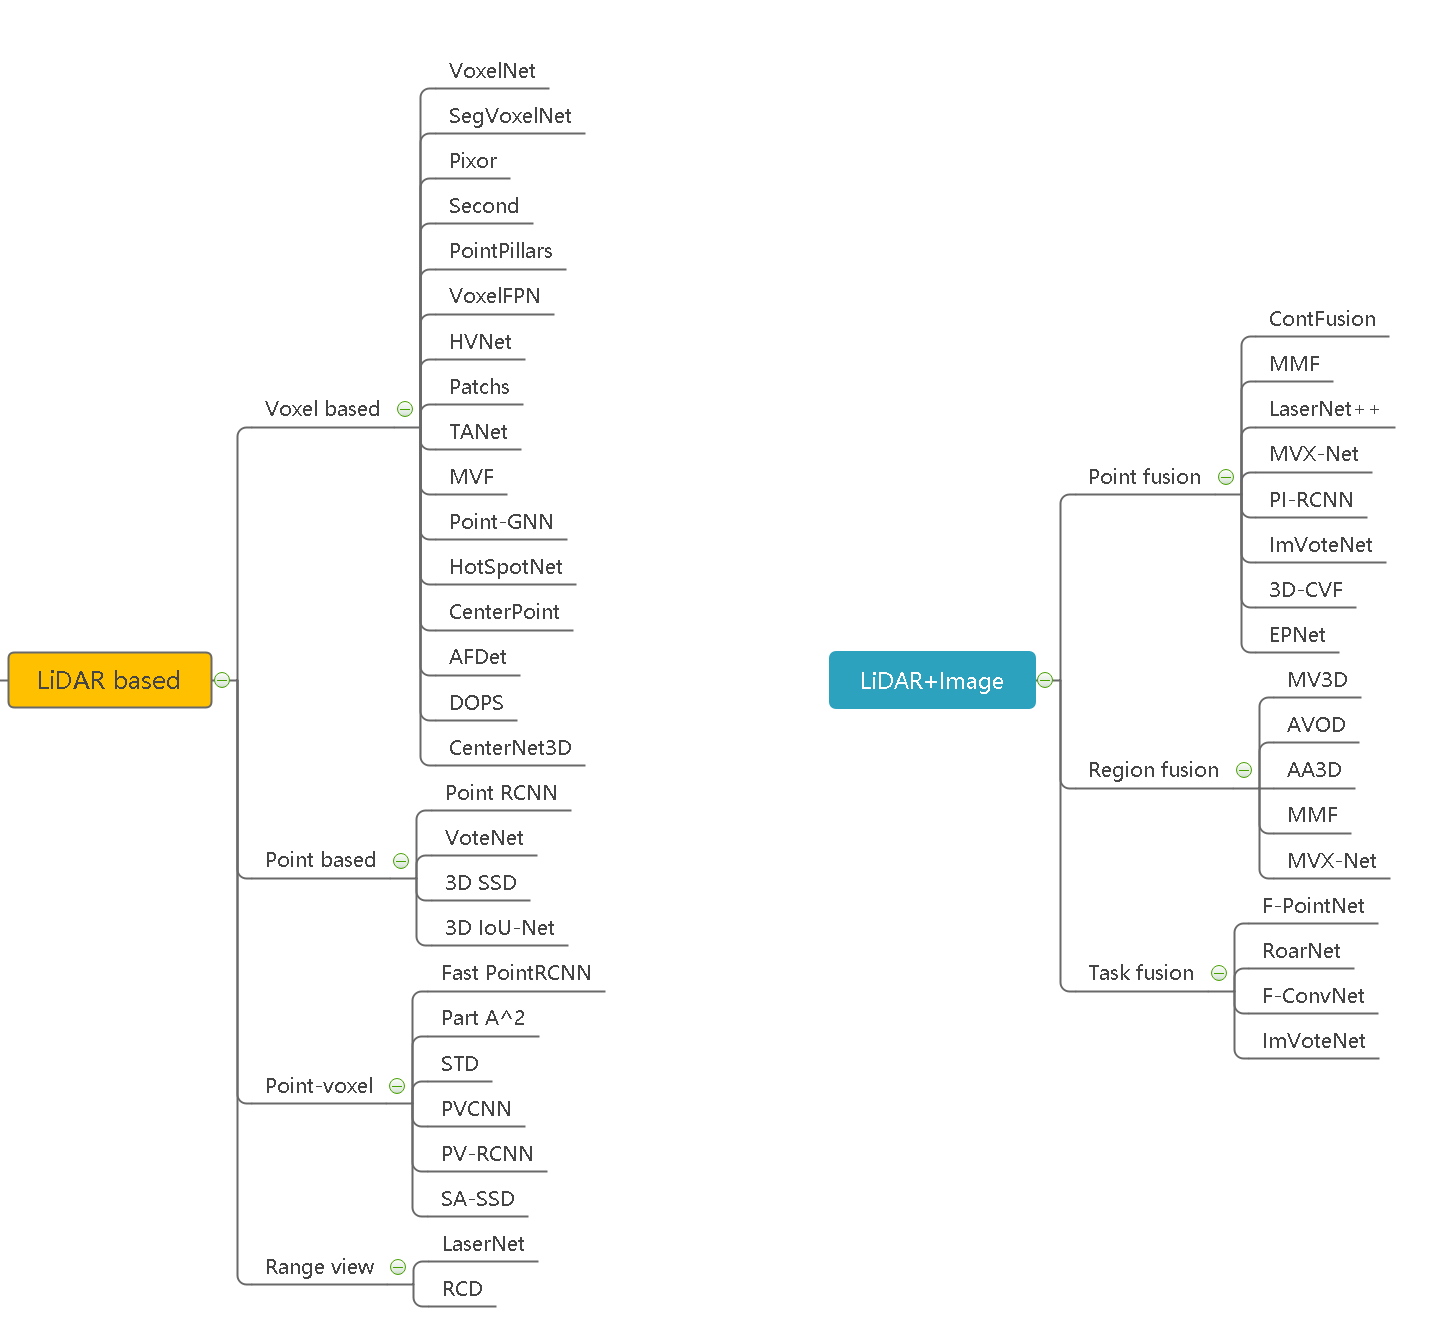 LiDAR based
Voxel based
VoxelNet
SegVoxelNet
Pixor
Second
PointPillars
VoxelFPN
HVNet
Patchs
TANet
MVF
Point-GNN
HotSpotNet
CenterPoint
AFDet
DOPS
CenterNet3D
Point based
Point RCNN
VoteNet
3D SSD
3D IoU-Net
Point-voxel
Fast PointRCNN
Part A^2
STD
PVCNN
PV-RCNN
SA-SSD
Range view
LaserNet
RCD
LiDAR+Image
Point fusion
ContFusion
MMF
LaserNet++
MVX-Net
PI-RCNN
ImVoteNet
3D-CVF
EPNet
Region fusion
MV3D
AVOD
AA3D
MMF
MVX-Net
Task fusion
F-PointNet
RoarNet
F-ConvNet
ImVoteNet